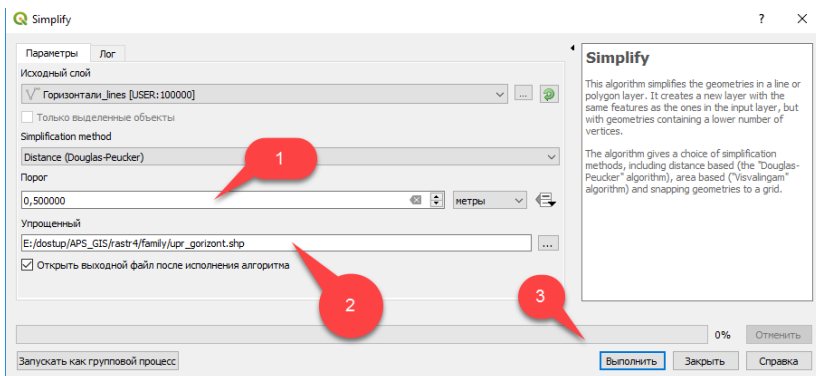 Simplify
Параметры
Лог
Исходный слой
Горизонтали_lines [USER:100000]
...
Только выделенные объекты
Simplification method
Distance (Douglas-Peucker)
1
Порог
0,500000
метры
Упрощенный
E:/dostup/APS_GIS/rastr4/family/upr_gorizont.shp
...
Открыть выходной файл после исполнения алгоритма
2
3
Simplify
This algorithm simplifies the geometries in a line or
polygon layer. It creates a new layer with the
same features as the ones in the input layer, but
with geometries containing a lower number of
vertices.
The algorithm gives a choice of simplification
methods, including distance based (the "Douglas-
Peucker" algorithm), area based ("Visvalingam"
algorithm) and snapping geometries to a grid.
0%
Отменить
Запускать как групповой процесс
Выполнить
Закрыть
Справка